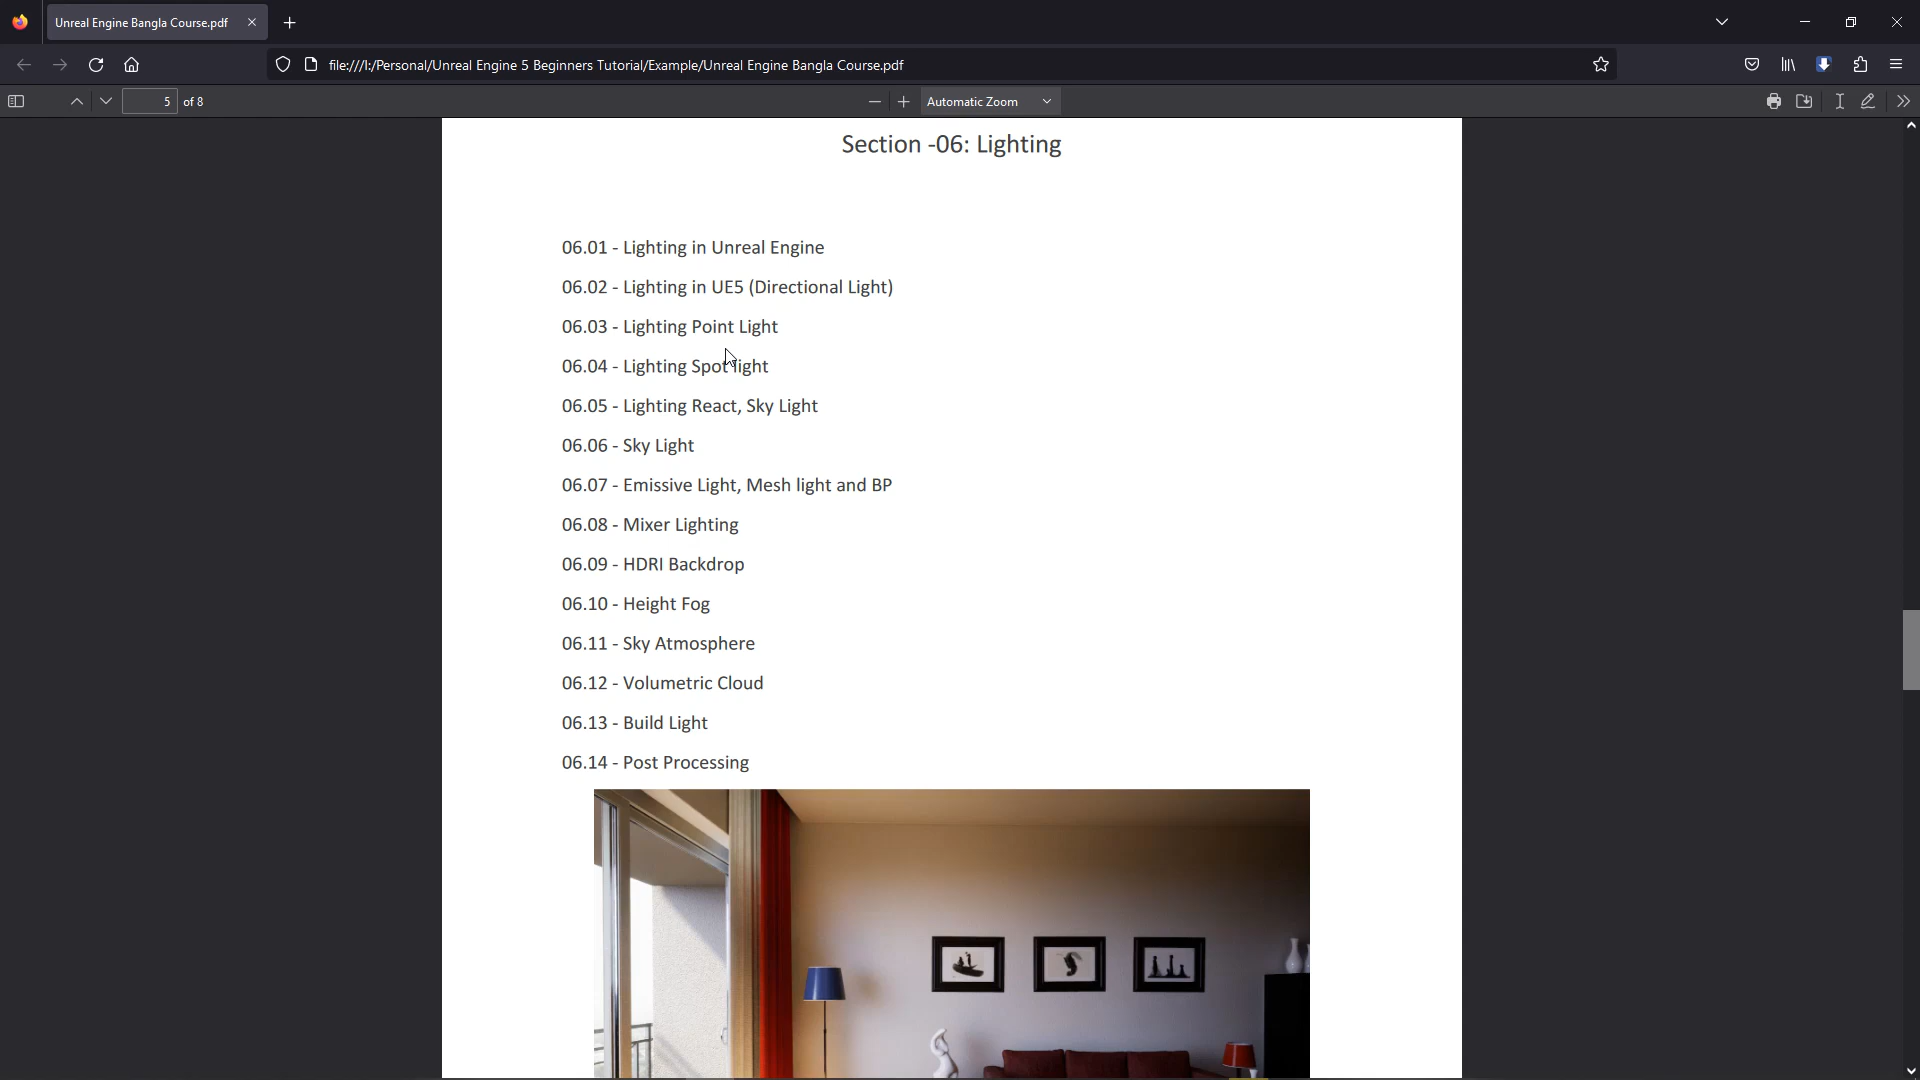 Unreal Engine Bangla Course.pdf
file:///I:/Personal/Unreal Engine 5 Beginners Tutorial/Example/Unreal Engine Bangla Course.pdf
5 of 8
Automatic Zoom
Section -06: Lighting
06.01 - Lighting in Unreal Engine
06.02 - Lighting in UE5 (Directional Light)
06.03 - Lighting Point Light
06.04 - Lighting Spot light
06.05 - Lighting React, Sky Light
06.06 - Sky Light
06.07 - Emissive Light, Mesh light and BP
06.08 - Mixer Lighting
06.09 - HDRI Backdrop
06.10 - Height Fog
06.11 - Sky Atmosphere
06.12 - Volumetric Cloud
06.13 - Build Light
06.14 - Post Processing